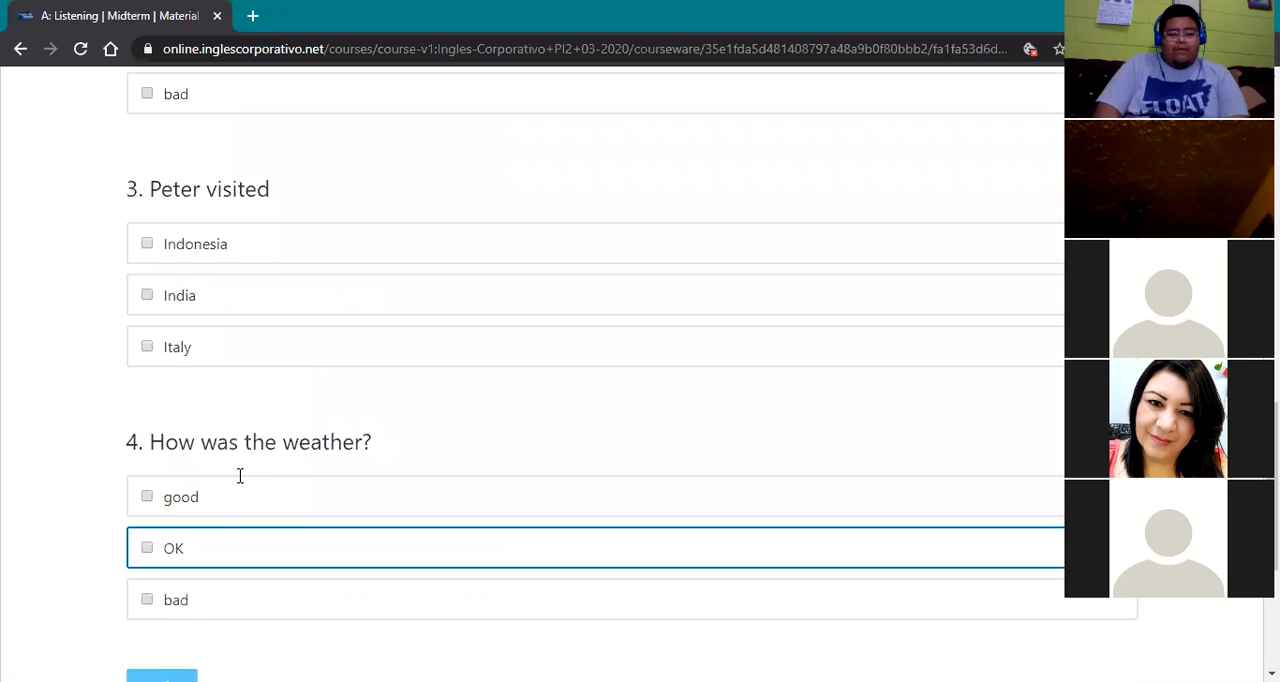 A: Listening | Midterm | Material
online.inglescorporativo.net/courses/course-v1:Ingles-Corporativo+PI2+03-2020/courseware/35e1fda5d481408797a48a9b0f80bbb2/fa1fa53d6d...
bad
3. Peter visited
Indonesia
India
Italy
4. How was the weather?
good
OK
bad
FLOAT